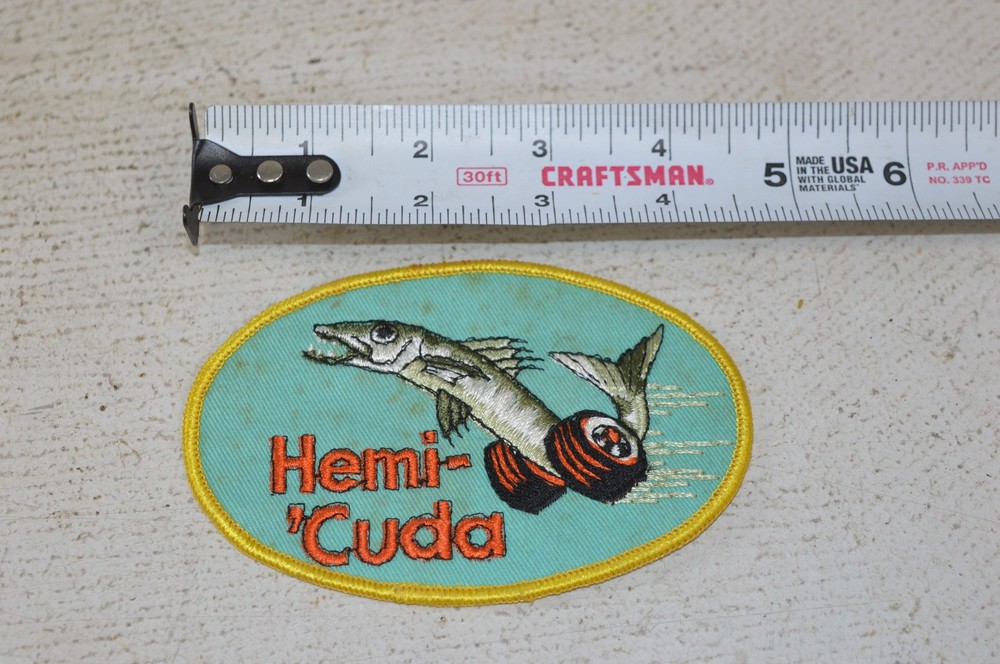 1 2 3 4
30ft CRAFTSMAN® 5 MADE IN THE USA WITH GLOBAL MATERIALS* 6 P.R. APP'D NO. 339 TC
1 2 3 4
Hemi-
'Cuda